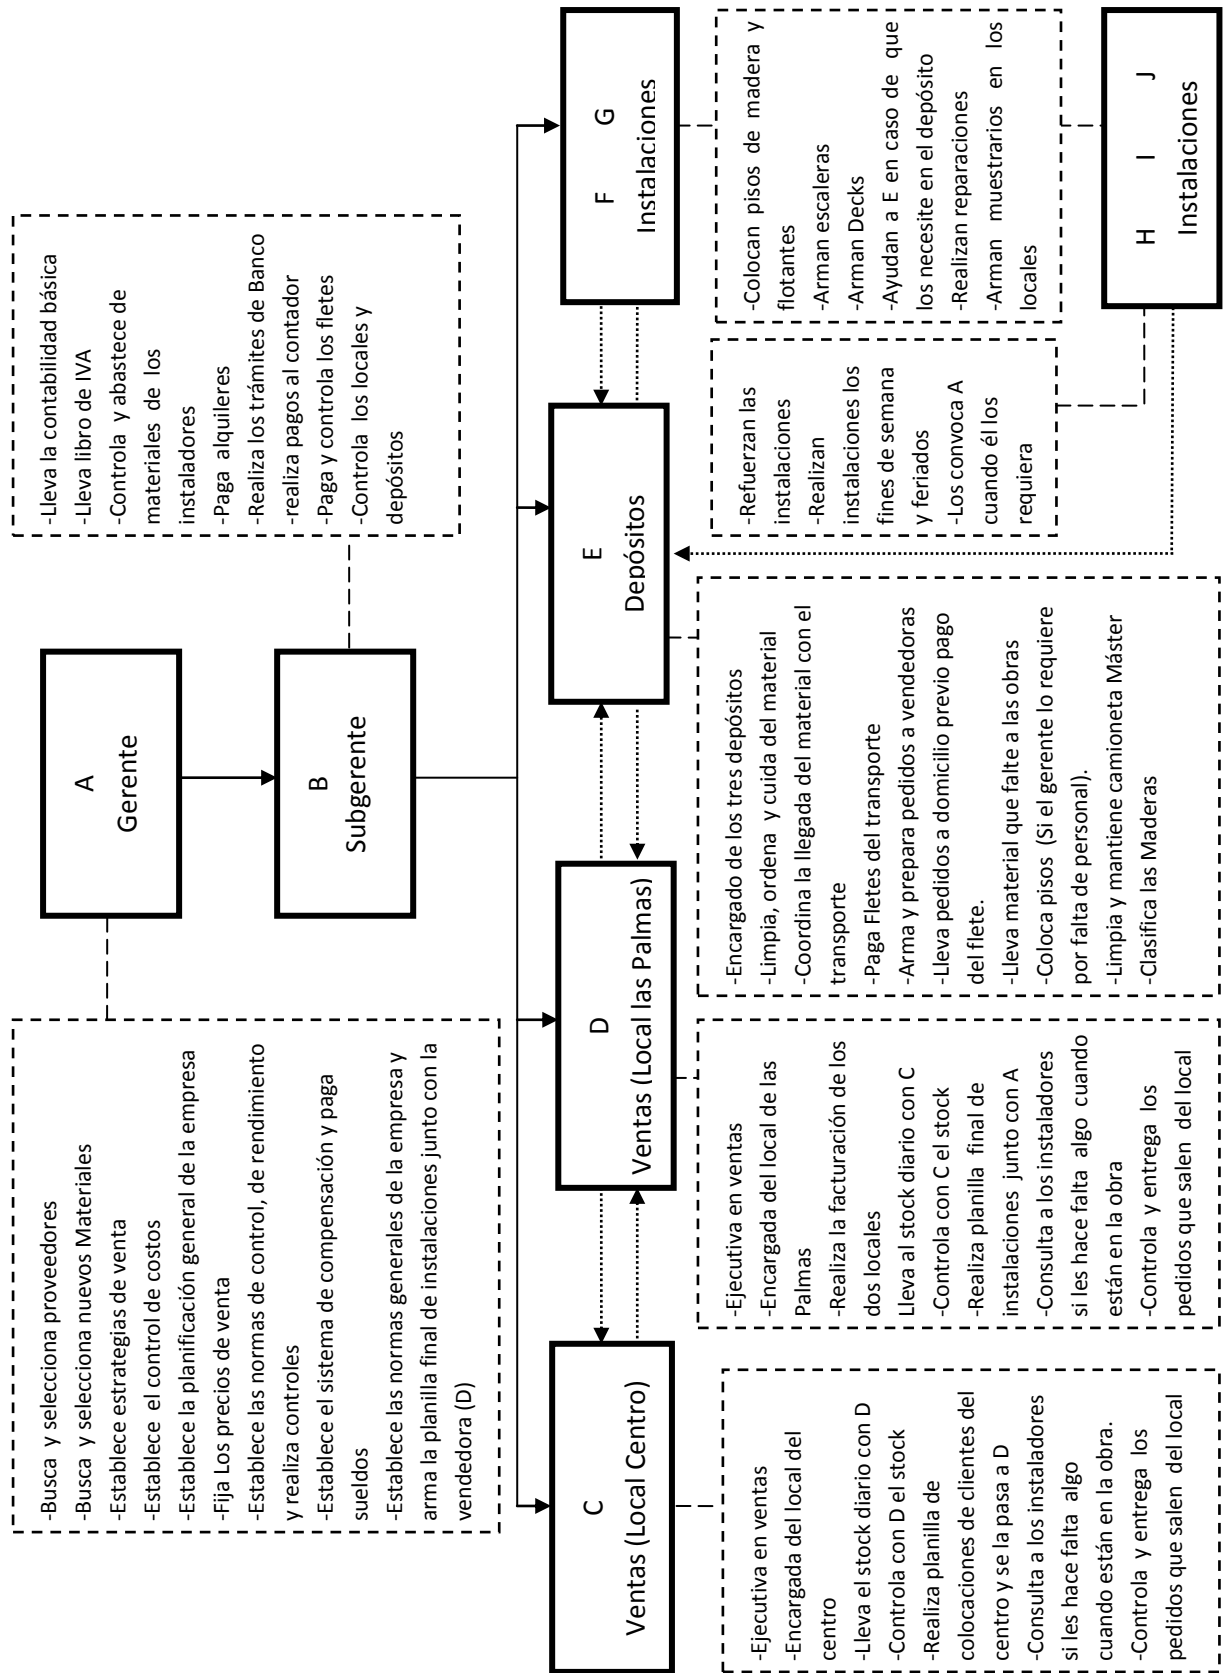 A
Gerente
-Busca y selecciona proveedores
-Busca y selecciona nuevos Materiales
-Establece estrategias de venta
-Establece el control de costos
-Establece la planificación general de la empresa
-Fija Los precios de venta
-Establece las normas de control, de rendimiento
y realiza controles
-Establece el sistema de compensación y paga
sueldos
-Establece las normas generales de la empresa y
arma la planilla final de instalaciones junto con la
vendedora (D)
B
Subgerente
-Lleva la contabilidad básica
-Lleva libro de IVA
-Controla y abastece de
materiales de los
instaladores
-Paga alquileres
-Realiza los trámites de Banco
-realiza pagos al contador
-Paga y controla los fletes
-Controla los locales y
depósitos
C
Ventas (Local Centro)
D
Ventas (Local las Palmas)
E
Depósitos
F G
Instalaciones
-Ejecutiva en ventas
-Encargada del local del
centro
-Lleva el stock diario con D
-Controla con D el stock
-Realiza planilla de
colocaciones de clientes del
centro y se la pasa a D
-Consulta a los instaladores
si les hace falta algo
cuando están en la obra.
-Controla y entrega los
pedidos que salen del local
-Ejecutiva en ventas
-Encargada del local de las
Palmas
-Realiza la facturación de los
dos locales
Lleva al stock diario con C
-Controla con C el stock
-Realiza planilla final de
instalaciones junto con A
-Consulta a los instaladores
si les hace falta algo cuando
están en la obra
-Controla y entrega los
pedidos que salen del local
-Encargado de los tres depósitos
-Limpia, ordena y cuida del material
-Coordina la llegada del material con el
transporte
-Paga Fletes del transporte
-Arma y prepara pedidos a vendedoras
-Lleva pedidos a domicilio previo pago
del flete.
-Lleva material que falte a las obras
-Coloca pisos (Si el gerente lo requiere
por falta de personal).
-Limpia y mantiene camioneta Máster
-Clasifica las Maderas
-Refuerzan las
instalaciones
-Realizan
instalaciones los
fines de semana
y feriados
-Los convoca A
cuando él los
requiera
-Colocan pisos de madera y
flotantes
-Arman escaleras
-Arman Decks
-Ayudan a E en caso de que
los necesite en el depósito
-Realizan reparaciones
-Arman muestrarios en los
locales
H I J
Instalaciones